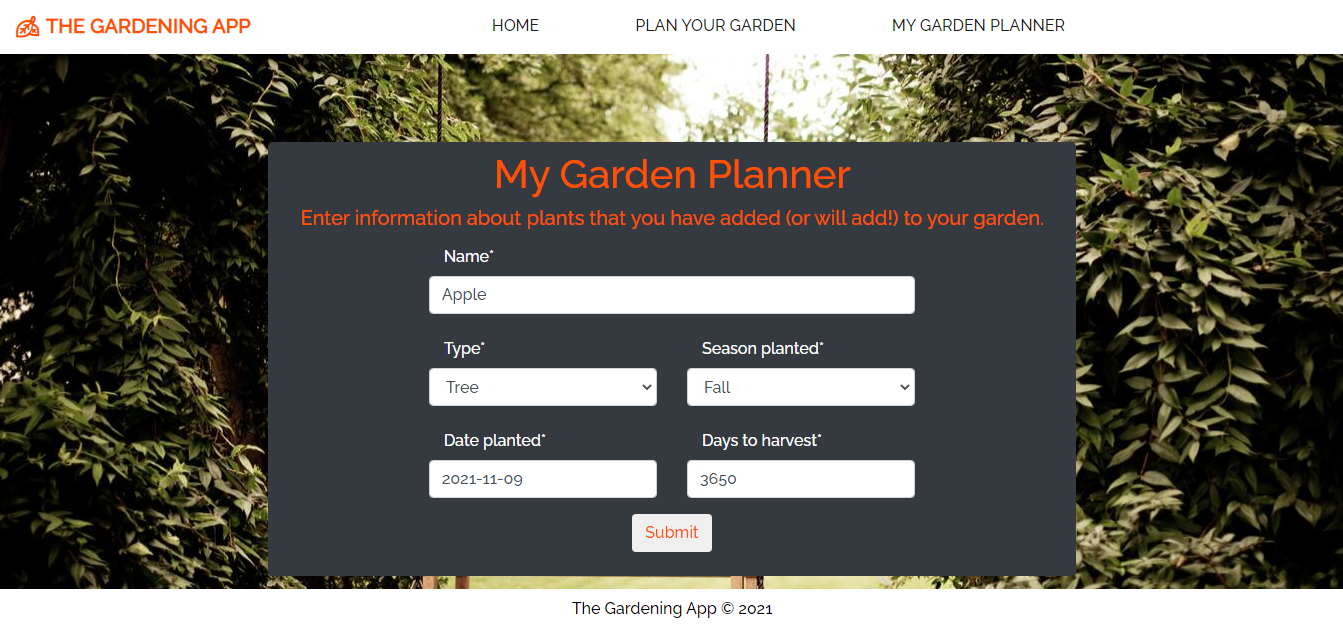 THE GARDENING APP
HOME PLAN YOUR GARDEN MY GARDEN PLANNER
My Garden Planner
Enter information about plants that you have added (or will add!) to your garden.
Name*
Apple
Type* Season planted*
Tree Fall
Date planted* Days to harvest*
2021-11-09 3650
Submit
The Gardening App © 2021